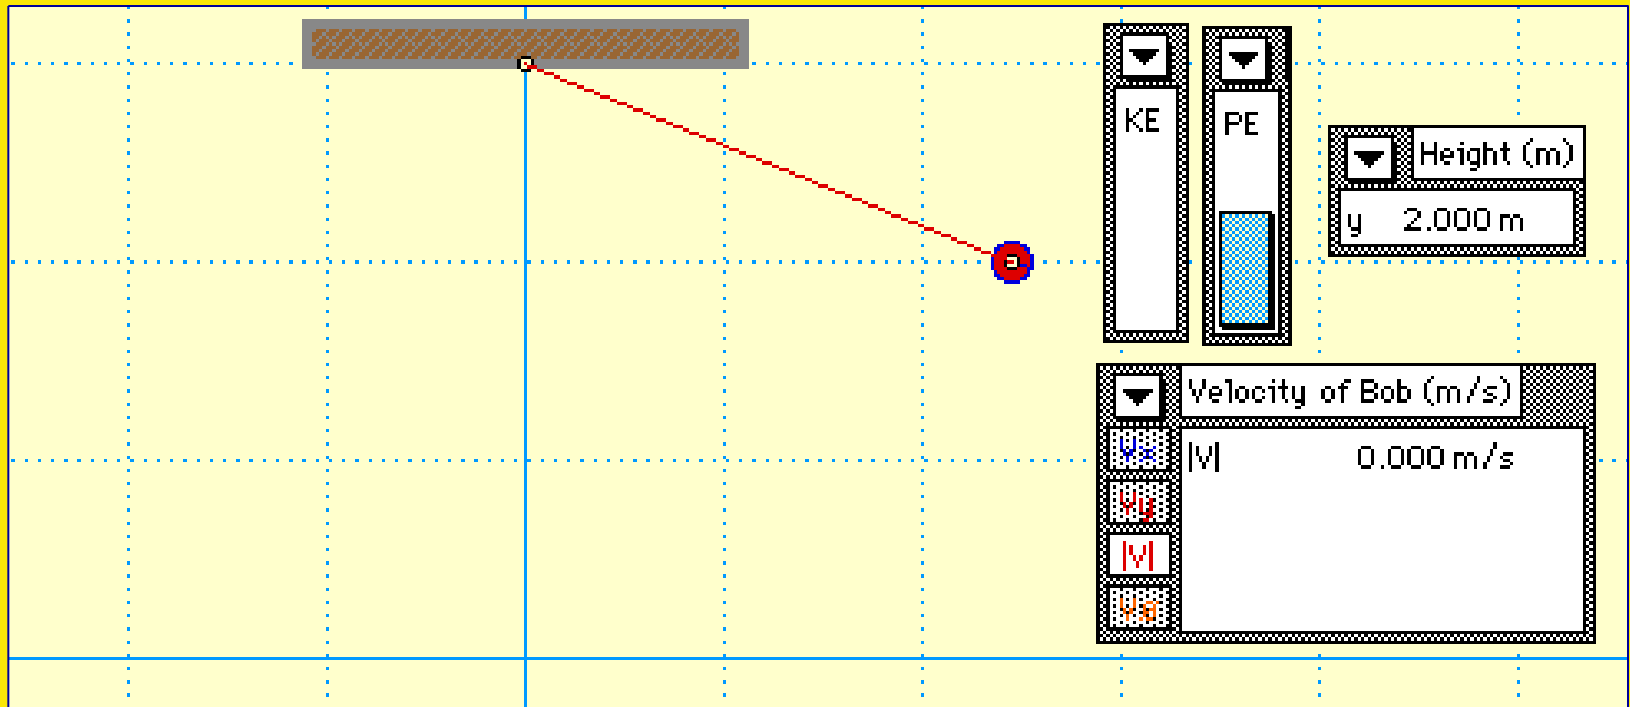 KE
PE
Height (m)
y 2.000 m
Velocity of Bob (m/s)
Vx
|V| 0.000 m/s
Vy
|V|